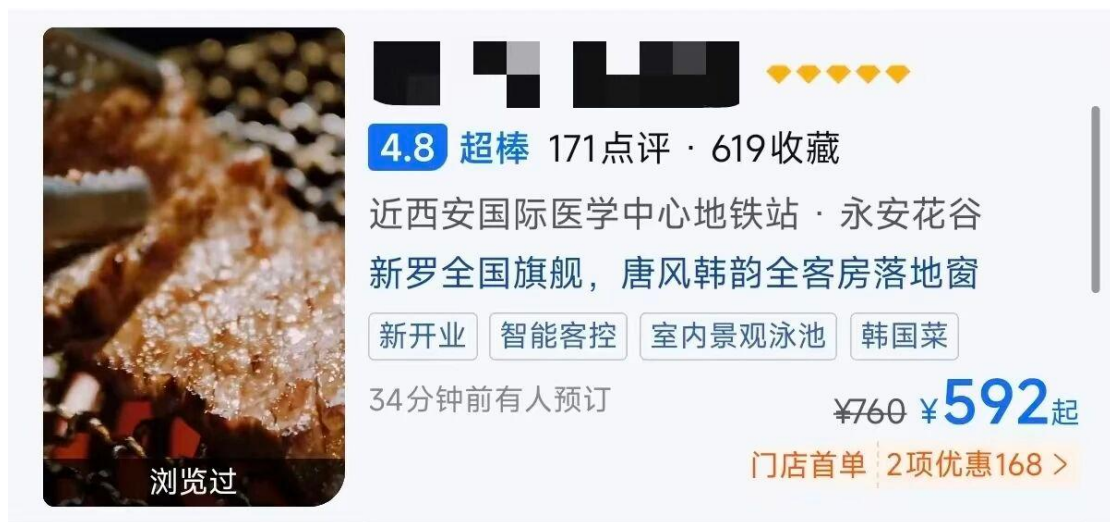 4.8 超棒 171点评 · 619收藏
近西安国际医学中心地铁站 · 永安花谷
新罗全国旗舰，唐风韩韵全客房落地窗
新开业 智能客控 室内景观泳池 韩国菜
34分钟前有人预订
¥760 ¥592起
门店首单 2项优惠168 >
浏览过